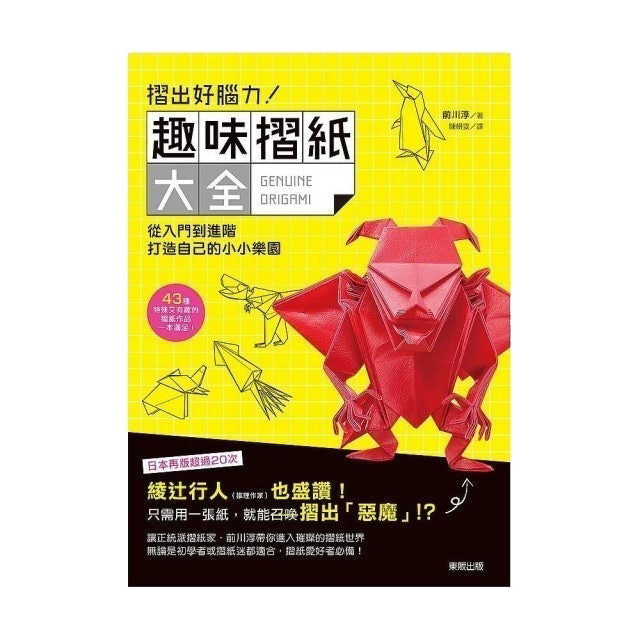 摺出好腦力！
趣味摺紙
大全
GENUINE
ORIGAMI
前川淳／著
陳妍雯／譯
從入門到進階
打造自己的小小樂園
43種
特殊又有趣的
摺紙作品
一本滿足！
日本再版超過20次
綾辻行人（推理作家）也盛讚！
只需用一張紙，就能召喚摺出「惡魔」!?
讓正統派摺紙家．前川淳帶你進入璀璨的摺紙世界
無論是初學者或摺紙迷都適合，摺紙愛好者必備！
東販出版